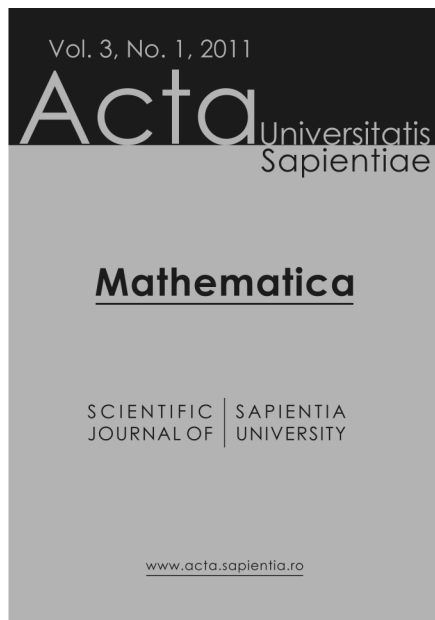 Vol. 3, No. 1, 2011
Acta Universitatis
Sapientiae
Mathematica
SCIENTIFIC SAPIENTIA
JOURNAL OF UNIVERSITY
www.acta.sapientia.ro